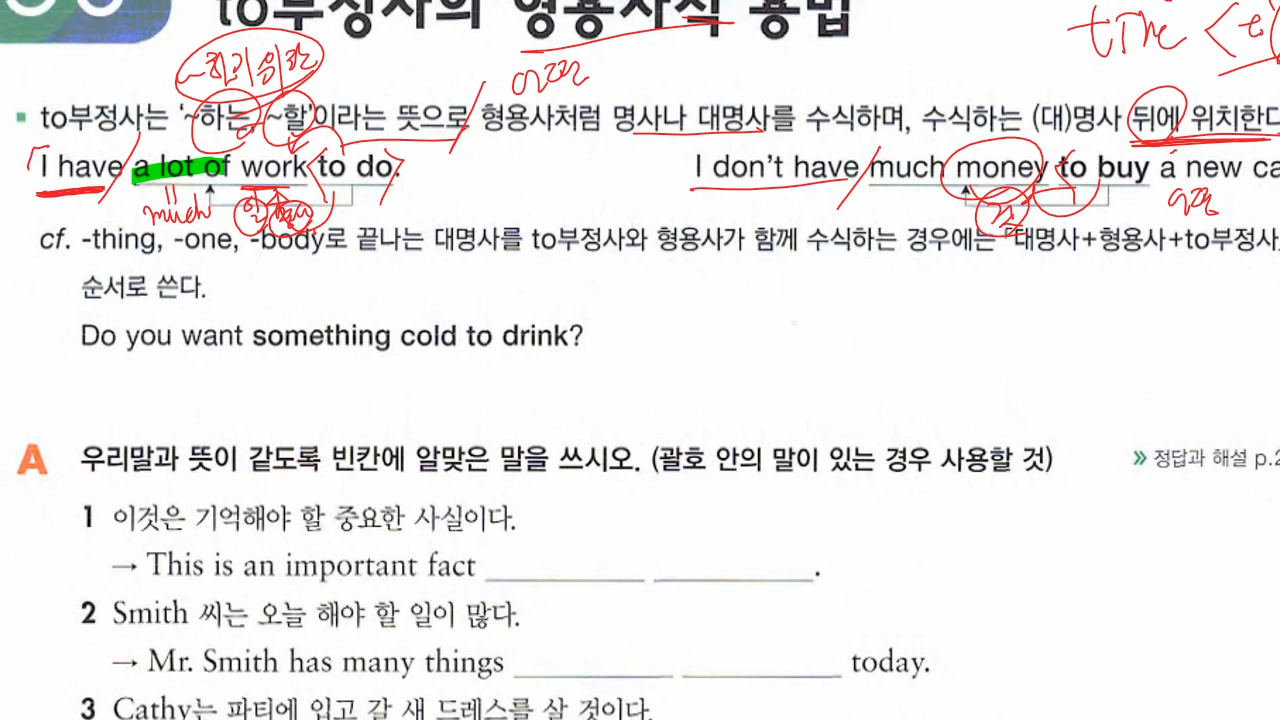 to부정사의 형용사적 용법
time <to
~하기 위한
■ to부정사는 '~하는, ~할'이라는 뜻으로 형용사처럼 명사나 대명사를 수식하며, 수식하는 (대)명사 뒤에 위치한다
I have a lot of work to do. I don't have much money to buy a new ca
much 일
cf. -thing, -one, -body로 끝나는 대명사를 to부정사와 형용사가 함께 수식하는 경우에는 「대명사+형용사+to부정사
순서로 쓴다.
Do you want something cold to drink?
A 우리말과 뜻이 같도록 빈칸에 알맞은 말을 쓰시오. (괄호 안의 말이 있는 경우 사용할 것) » 정답과 해설 p.2
1 이것은 기억해야 할 중요한 사실이다.
→ This is an important fact ________ ________.
2 Smith 씨는 오늘 해야 할 일이 많다.
→ Mr. Smith has many things ________ ________ today.
3 Cathy는 파티에 입고 갈 새 드레스를 살 것이다.